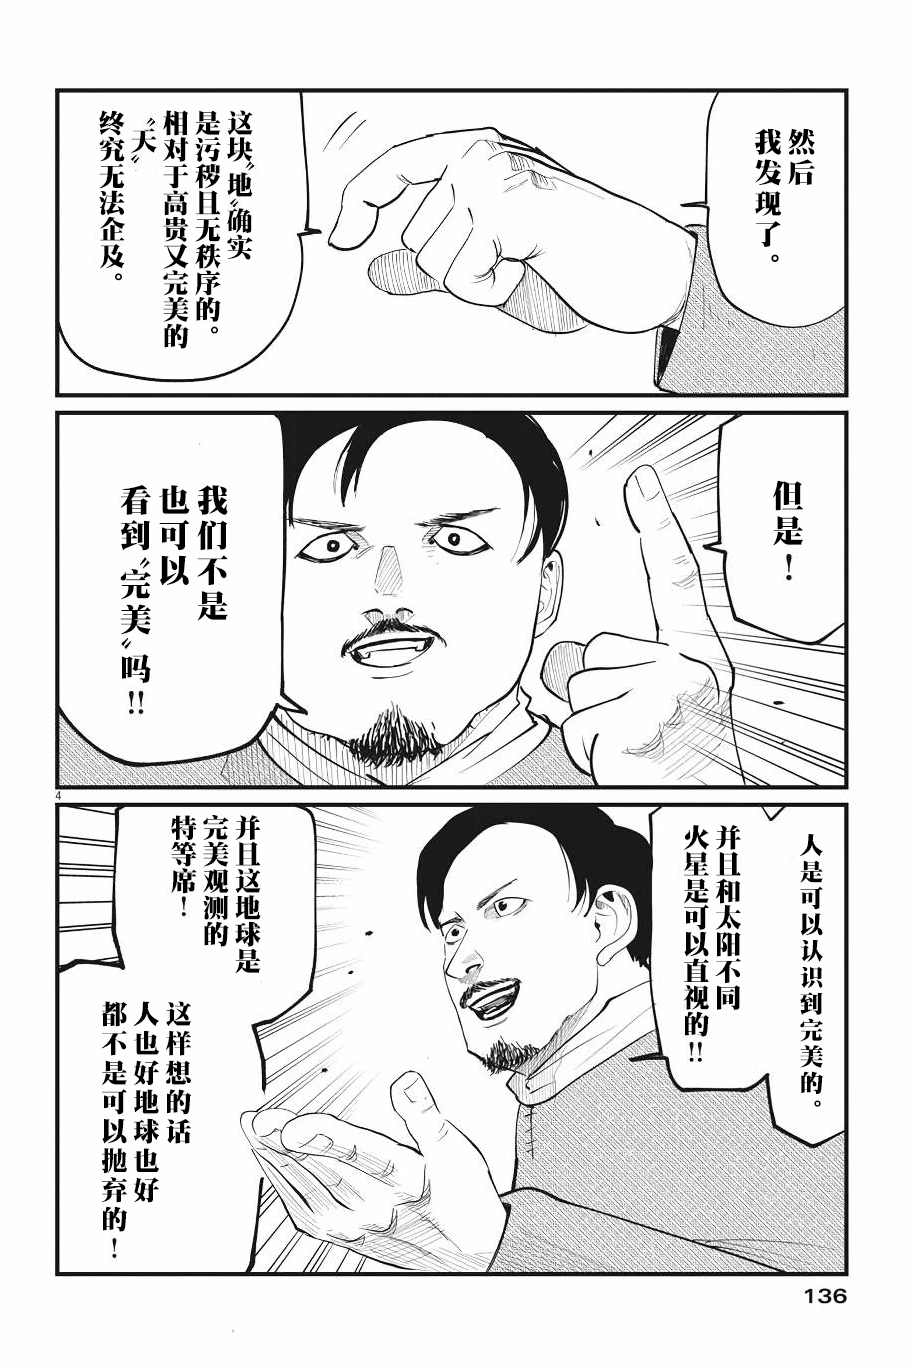 然后
我发现了。
这块“地”确实
是污秽且无秩序的。
相对于高贵又完美的
“天”
终究无法企及。
但是！
我们不是
也可以
看到“完美”吗!!
4
人是可以认识到完美的。
并且和太阳不同
火星是可以直视的!!
并且这地球是
完美观测的
特等席！
这样想的话
人也好地球也好
都不是可以抛弃的！
136